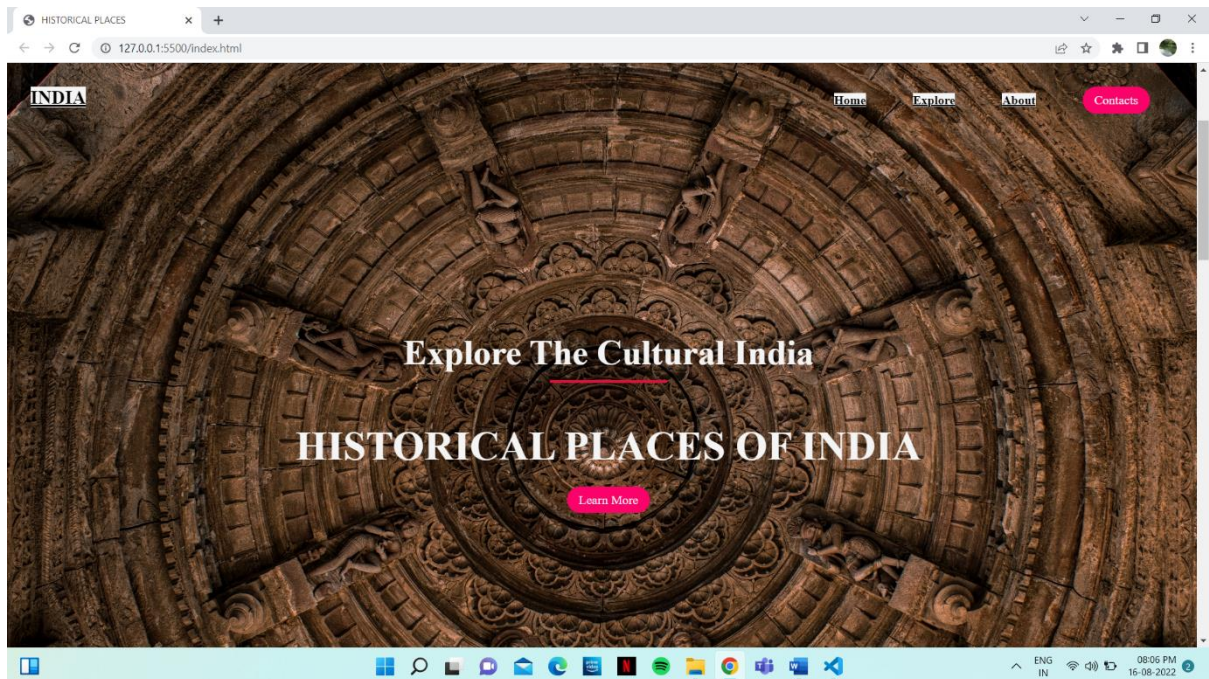 HISTORICAL PLACES
127.0.0.1:5500/index.html
INDIA
Home Explore About Contacts
Explore The Cultural India
HISTORICAL PLACES OF INDIA
Learn More
ENG
IN
08:06 PM
16-08-2022
2